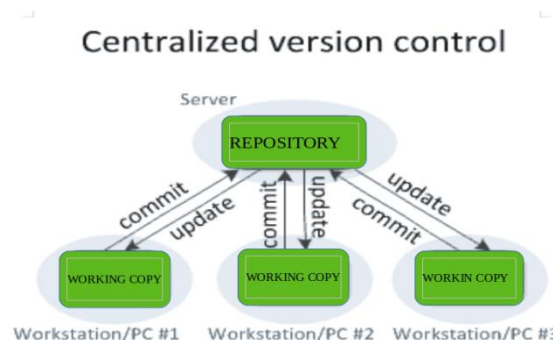 Centralized version control
Server
REPOSITORY
commit
update
commit
update
commit
update
WORKING COPY
WORKING COPY
WORKIN COPY
Workstation/PC #1
Workstation/PC #2
Workstation/PC #3